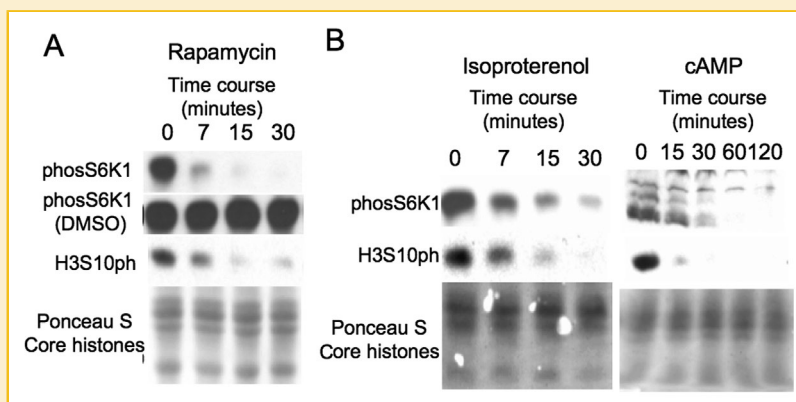 A
Rapamycin
Time course
(minutes)
0 7 15 30
phosS6K1
phosS6K1
(DMSO)
H3S10ph
Ponceau S
Core histones
B
Isoproterenol
Time course
(minutes)
0 7 15 30
cAMP
Time course
(minutes)
0 15 30 60120
phosS6K1
H3S10ph
Ponceau S
Core histones